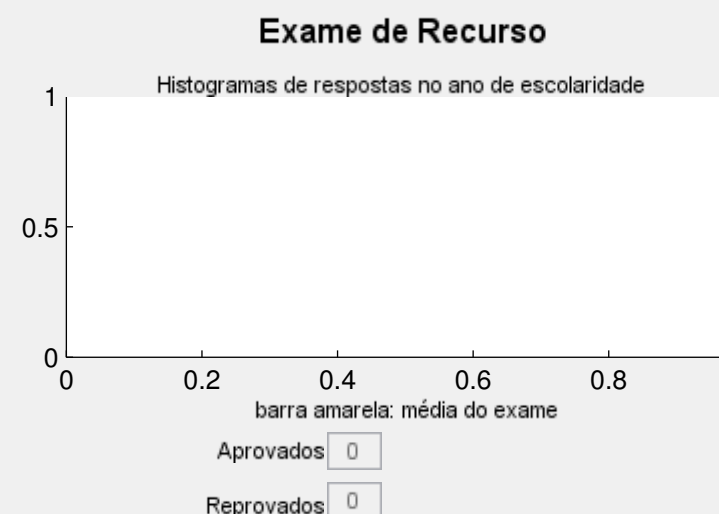 Exame de Recurso
Histogramas de respostas no ano de escolaridade
1
0.5
0
0 0.2 0.4 0.6 0.8
barra amarela: média do exame
Aprovados 0
Reprovados 0